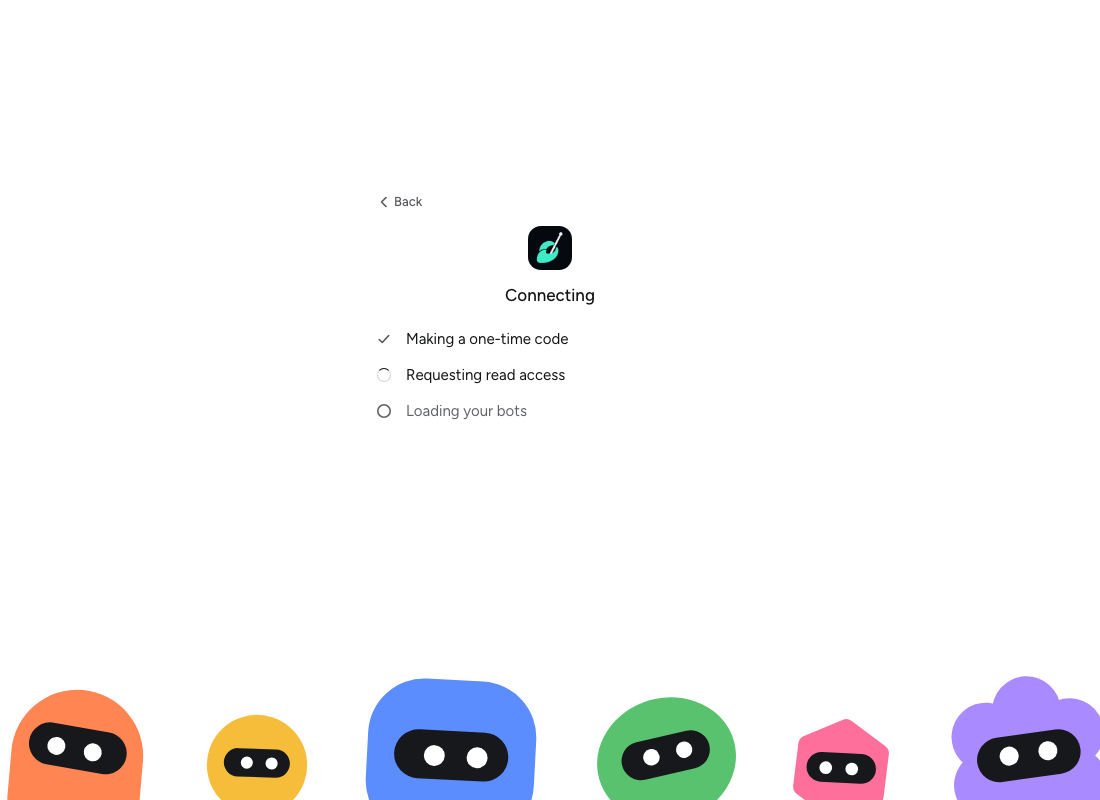 Back
Connecting
Making a one-time code
Requesting read access
Loading your bots